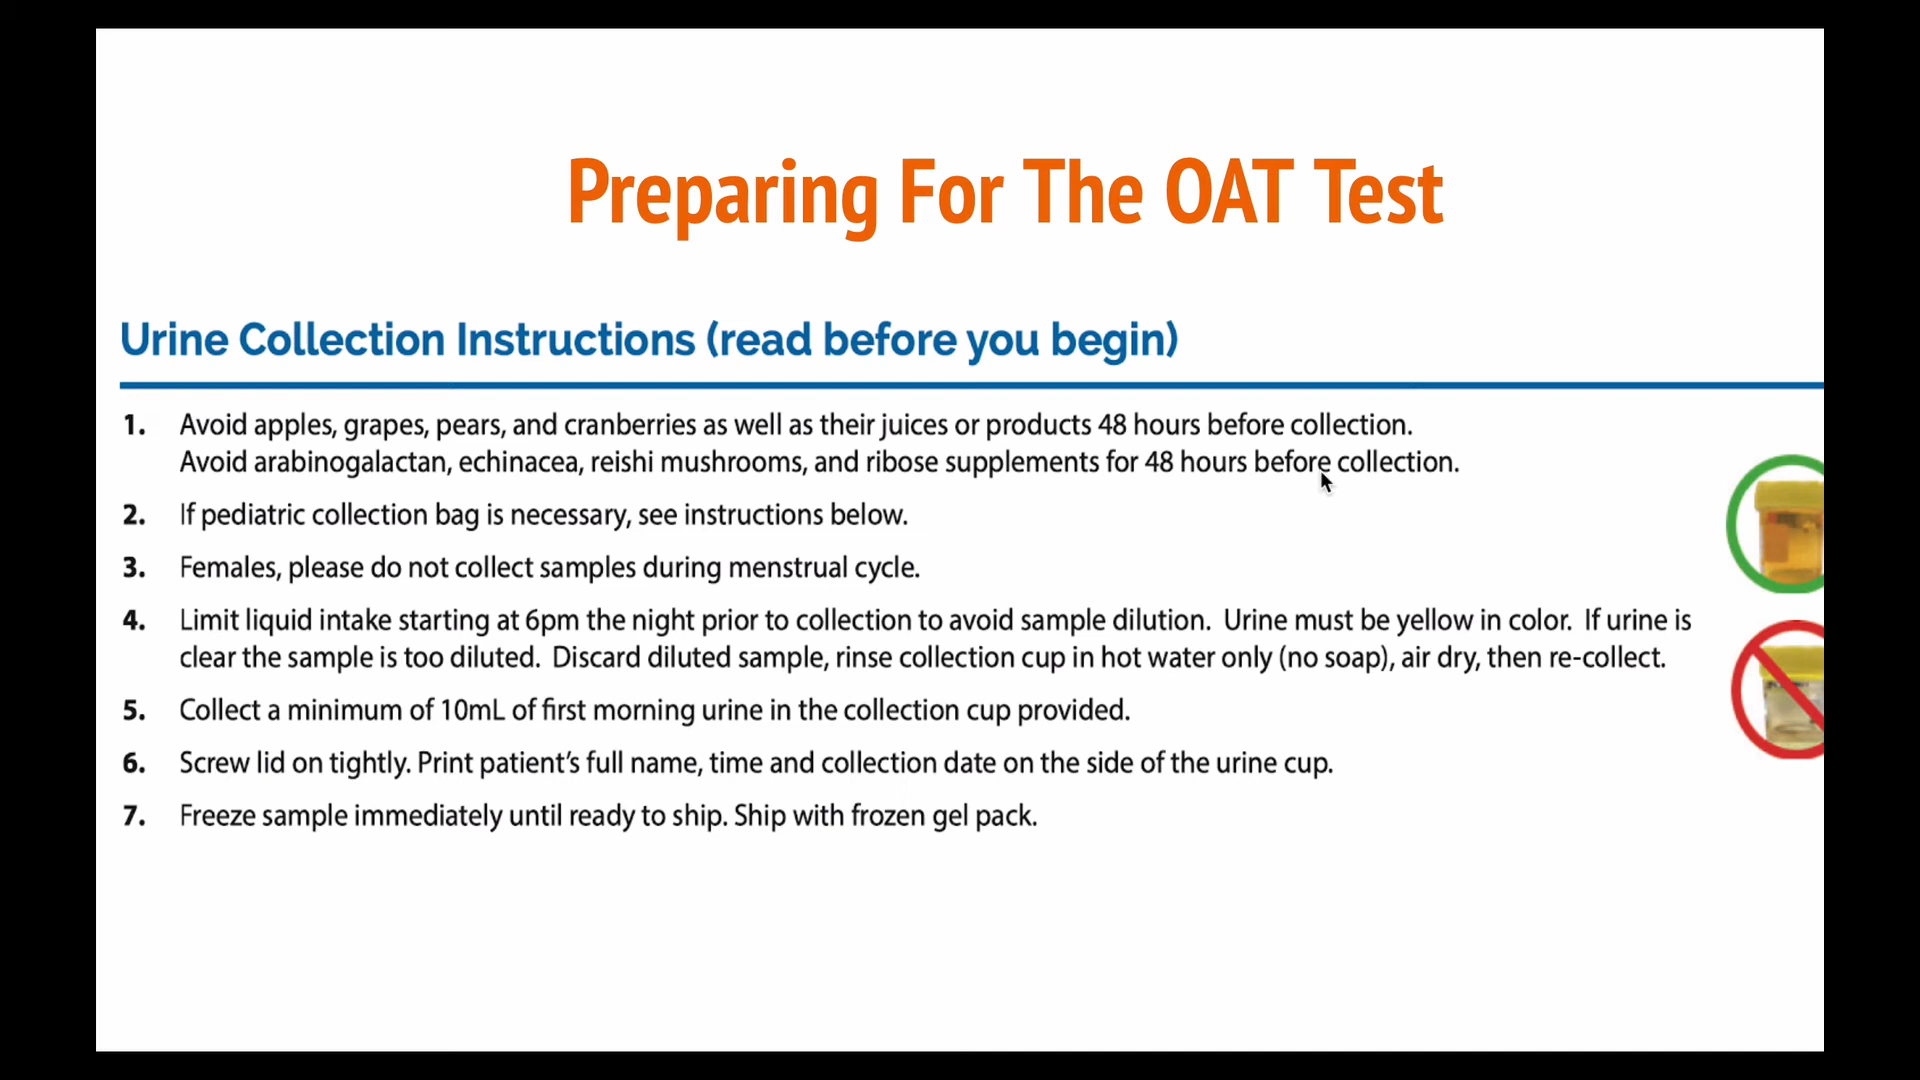 Preparing For The OAT Test
Urine Collection Instructions (read before you begin)
1. Avoid apples, grapes, pears, and cranberries as well as their juices or products 48 hours before collection.
Avoid arabinogalactan, echinacea, reishi mushrooms, and ribose supplements for 48 hours before collection.
2. If pediatric collection bag is necessary, see instructions below.
3. Females, please do not collect samples during menstrual cycle.
4. Limit liquid intake starting at 6pm the night prior to collection to avoid sample dilution. Urine must be yellow in color. If urine is
clear the sample is too diluted. Discard diluted sample, rinse collection cup in hot water only (no soap), air dry, then re-collect.
5. Collect a minimum of 10mL of first morning urine in the collection cup provided.
6. Screw lid on tightly. Print patient's full name, time and collection date on the side of the urine cup.
7. Freeze sample immediately until ready to ship. Ship with frozen gel pack.